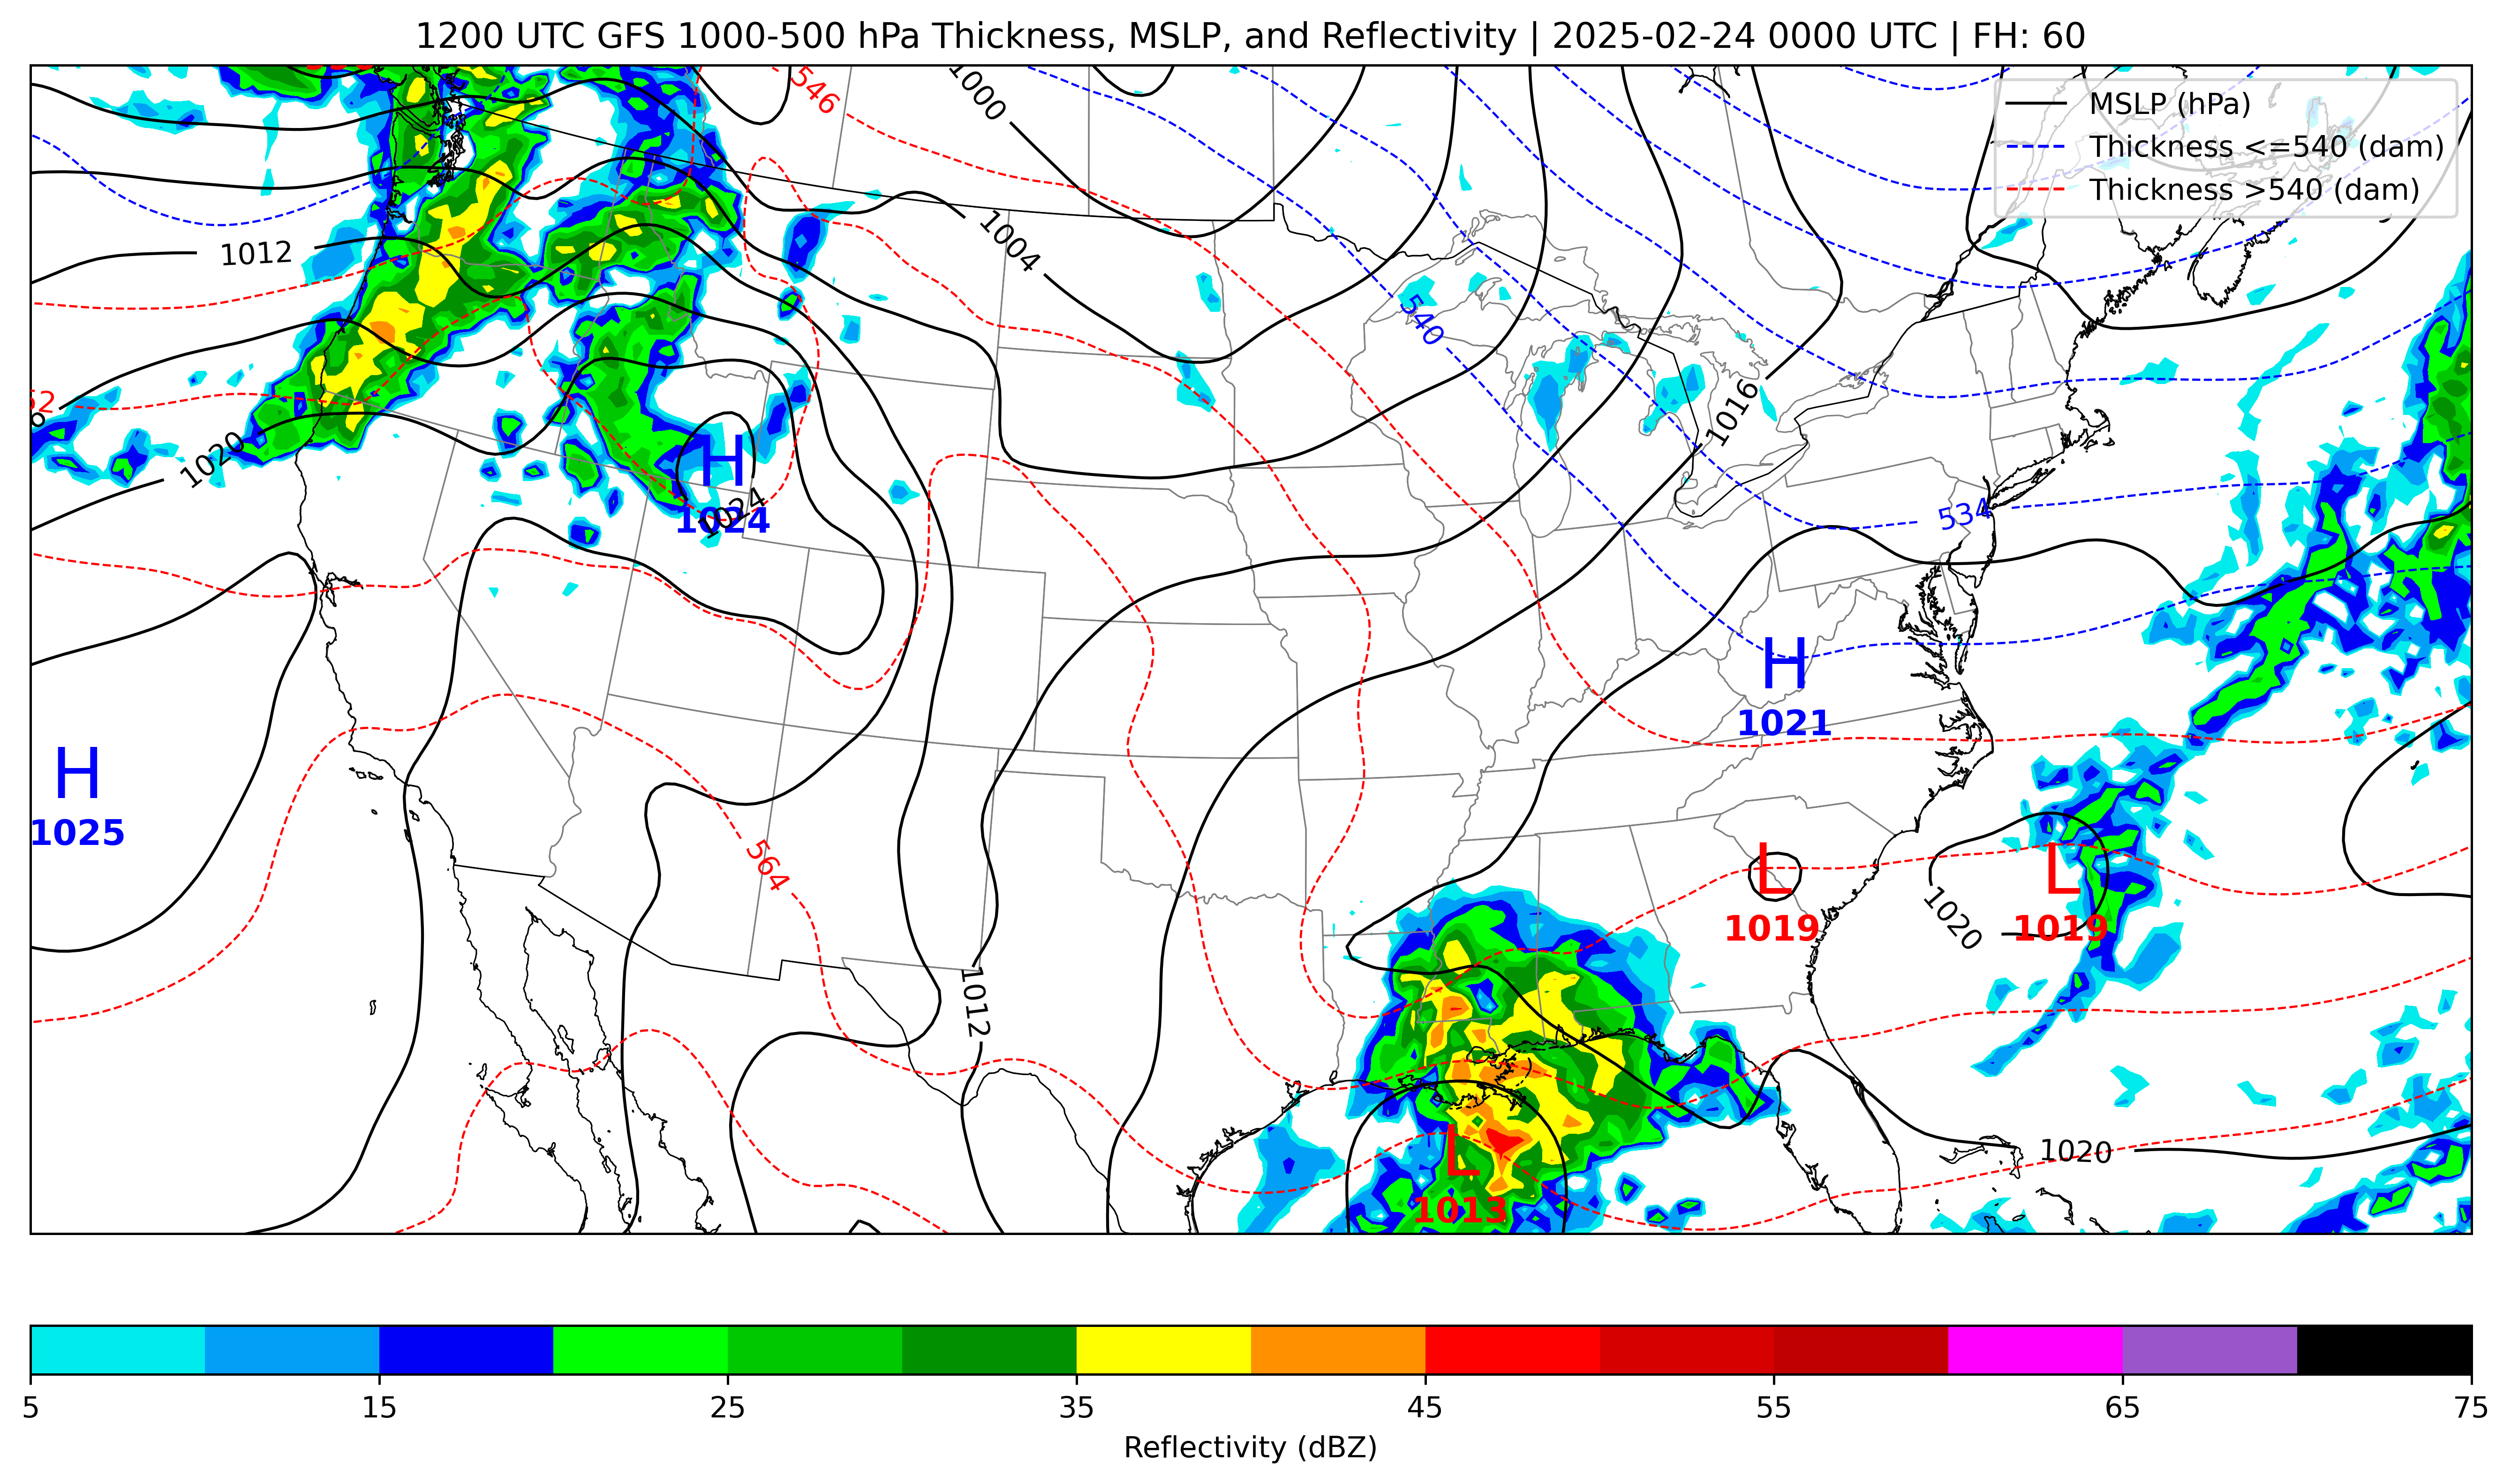 1200 UTC GFS 1000-500 hPa Thickness, MSLP, and Reflectivity | 2025-02-24 0000 UTC | FH: 60
MSLP (hPa)
Thickness <=540 (dam)
Thickness >540 (dam)
546
1000
1012
1004
540
1016
1020
H
1024
1024
534
H
1021
H
1025
564
L
1019
L
1019
1020
1012
L
1013
1020
5 15 25 35 45 55 65 75
Reflectivity (dBZ)